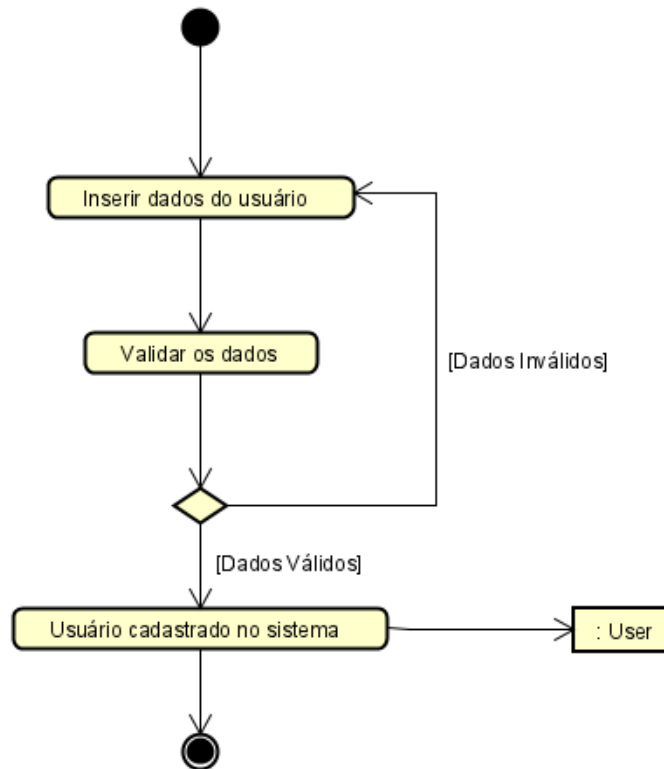 Inserir dados do usuário
Validar os dados
[Dados Inválidos]
[Dados Válidos]
Usuário cadastrado no sistema
: User